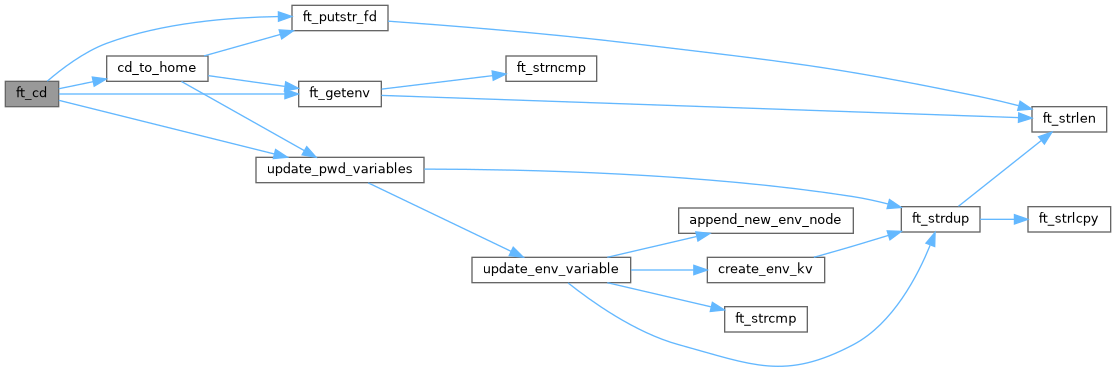 ft_cd
cd_to_home
ft_putstr_fd
ft_getenv
ft_strncmp
update_pwd_variables
update_env_variable
append_new_env_node
create_env_kv
ft_strcmp
ft_strdup
ft_strlen
ft_strlcpy